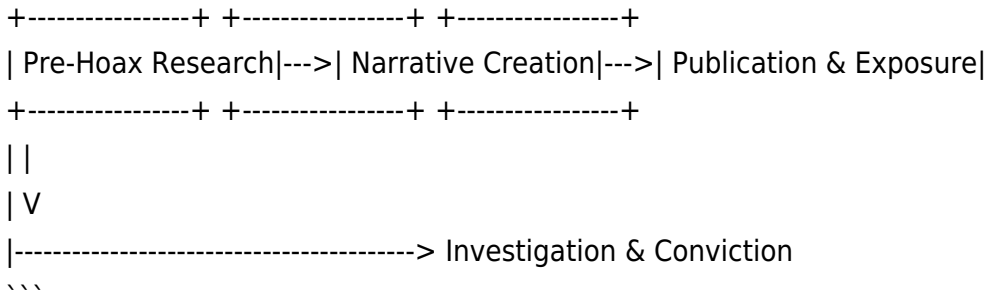 +-----------------+ +-----------------+ +-----------------+
| Pre-Hoax Research|--->| Narrative Creation|--->| Publication & Exposure|
+-----------------+ +-----------------+ +-----------------+
| |
| V
|------------------------------------------> Investigation & Conviction
```